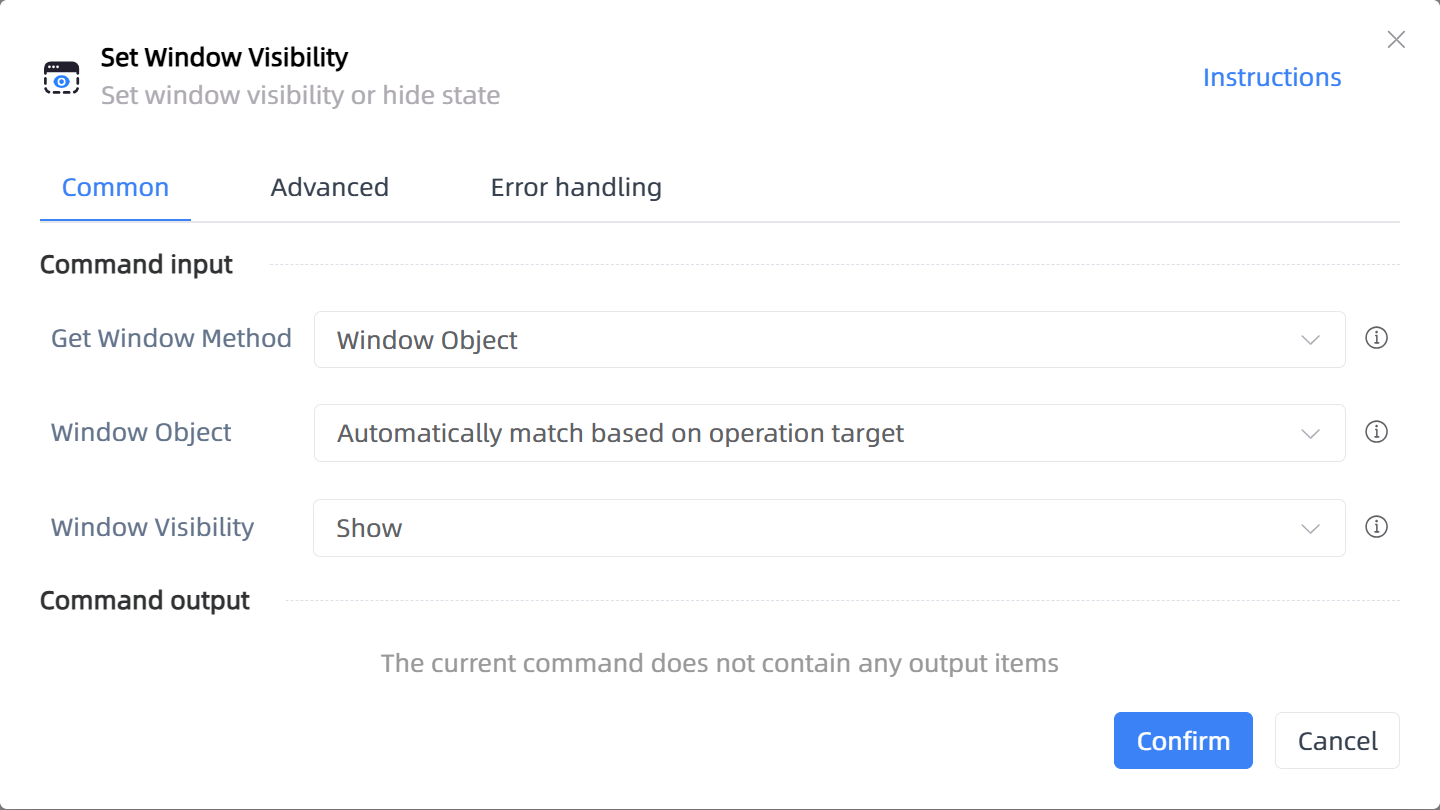 Set Window Visibility
Set window visibility or hide state
Instructions
Common
Advanced
Error handling
Command input
Get Window Method
Window Object
Window Object
Automatically match based on operation target
Window Visibility
Show
Command output
The current command does not contain any output items
Confirm
Cancel